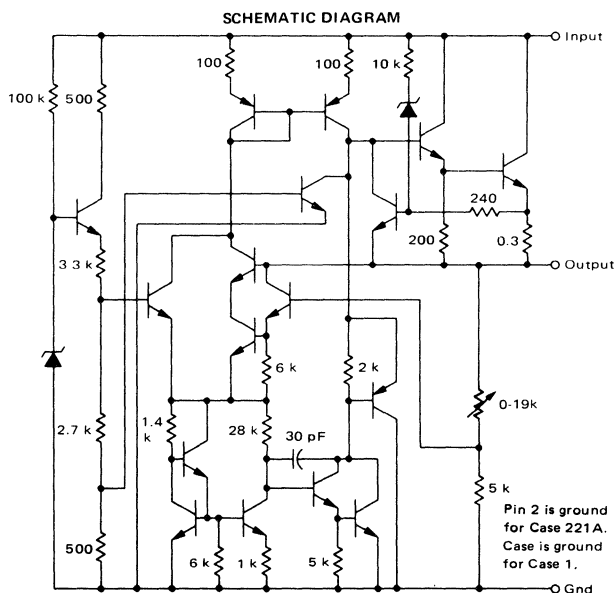 SCHEMATIC DIAGRAM
Input
100
100
10 k
100 k
500
240
200
0.3
3.3 k
Output
6 k
2 k
0-19k
1.4
k
28 k
30 pF
2.7 k
5 k
Pin 2 is ground
for Case 221A.
Case is ground
for Case 1.
500
6 k
1 k
5 k
Gnd